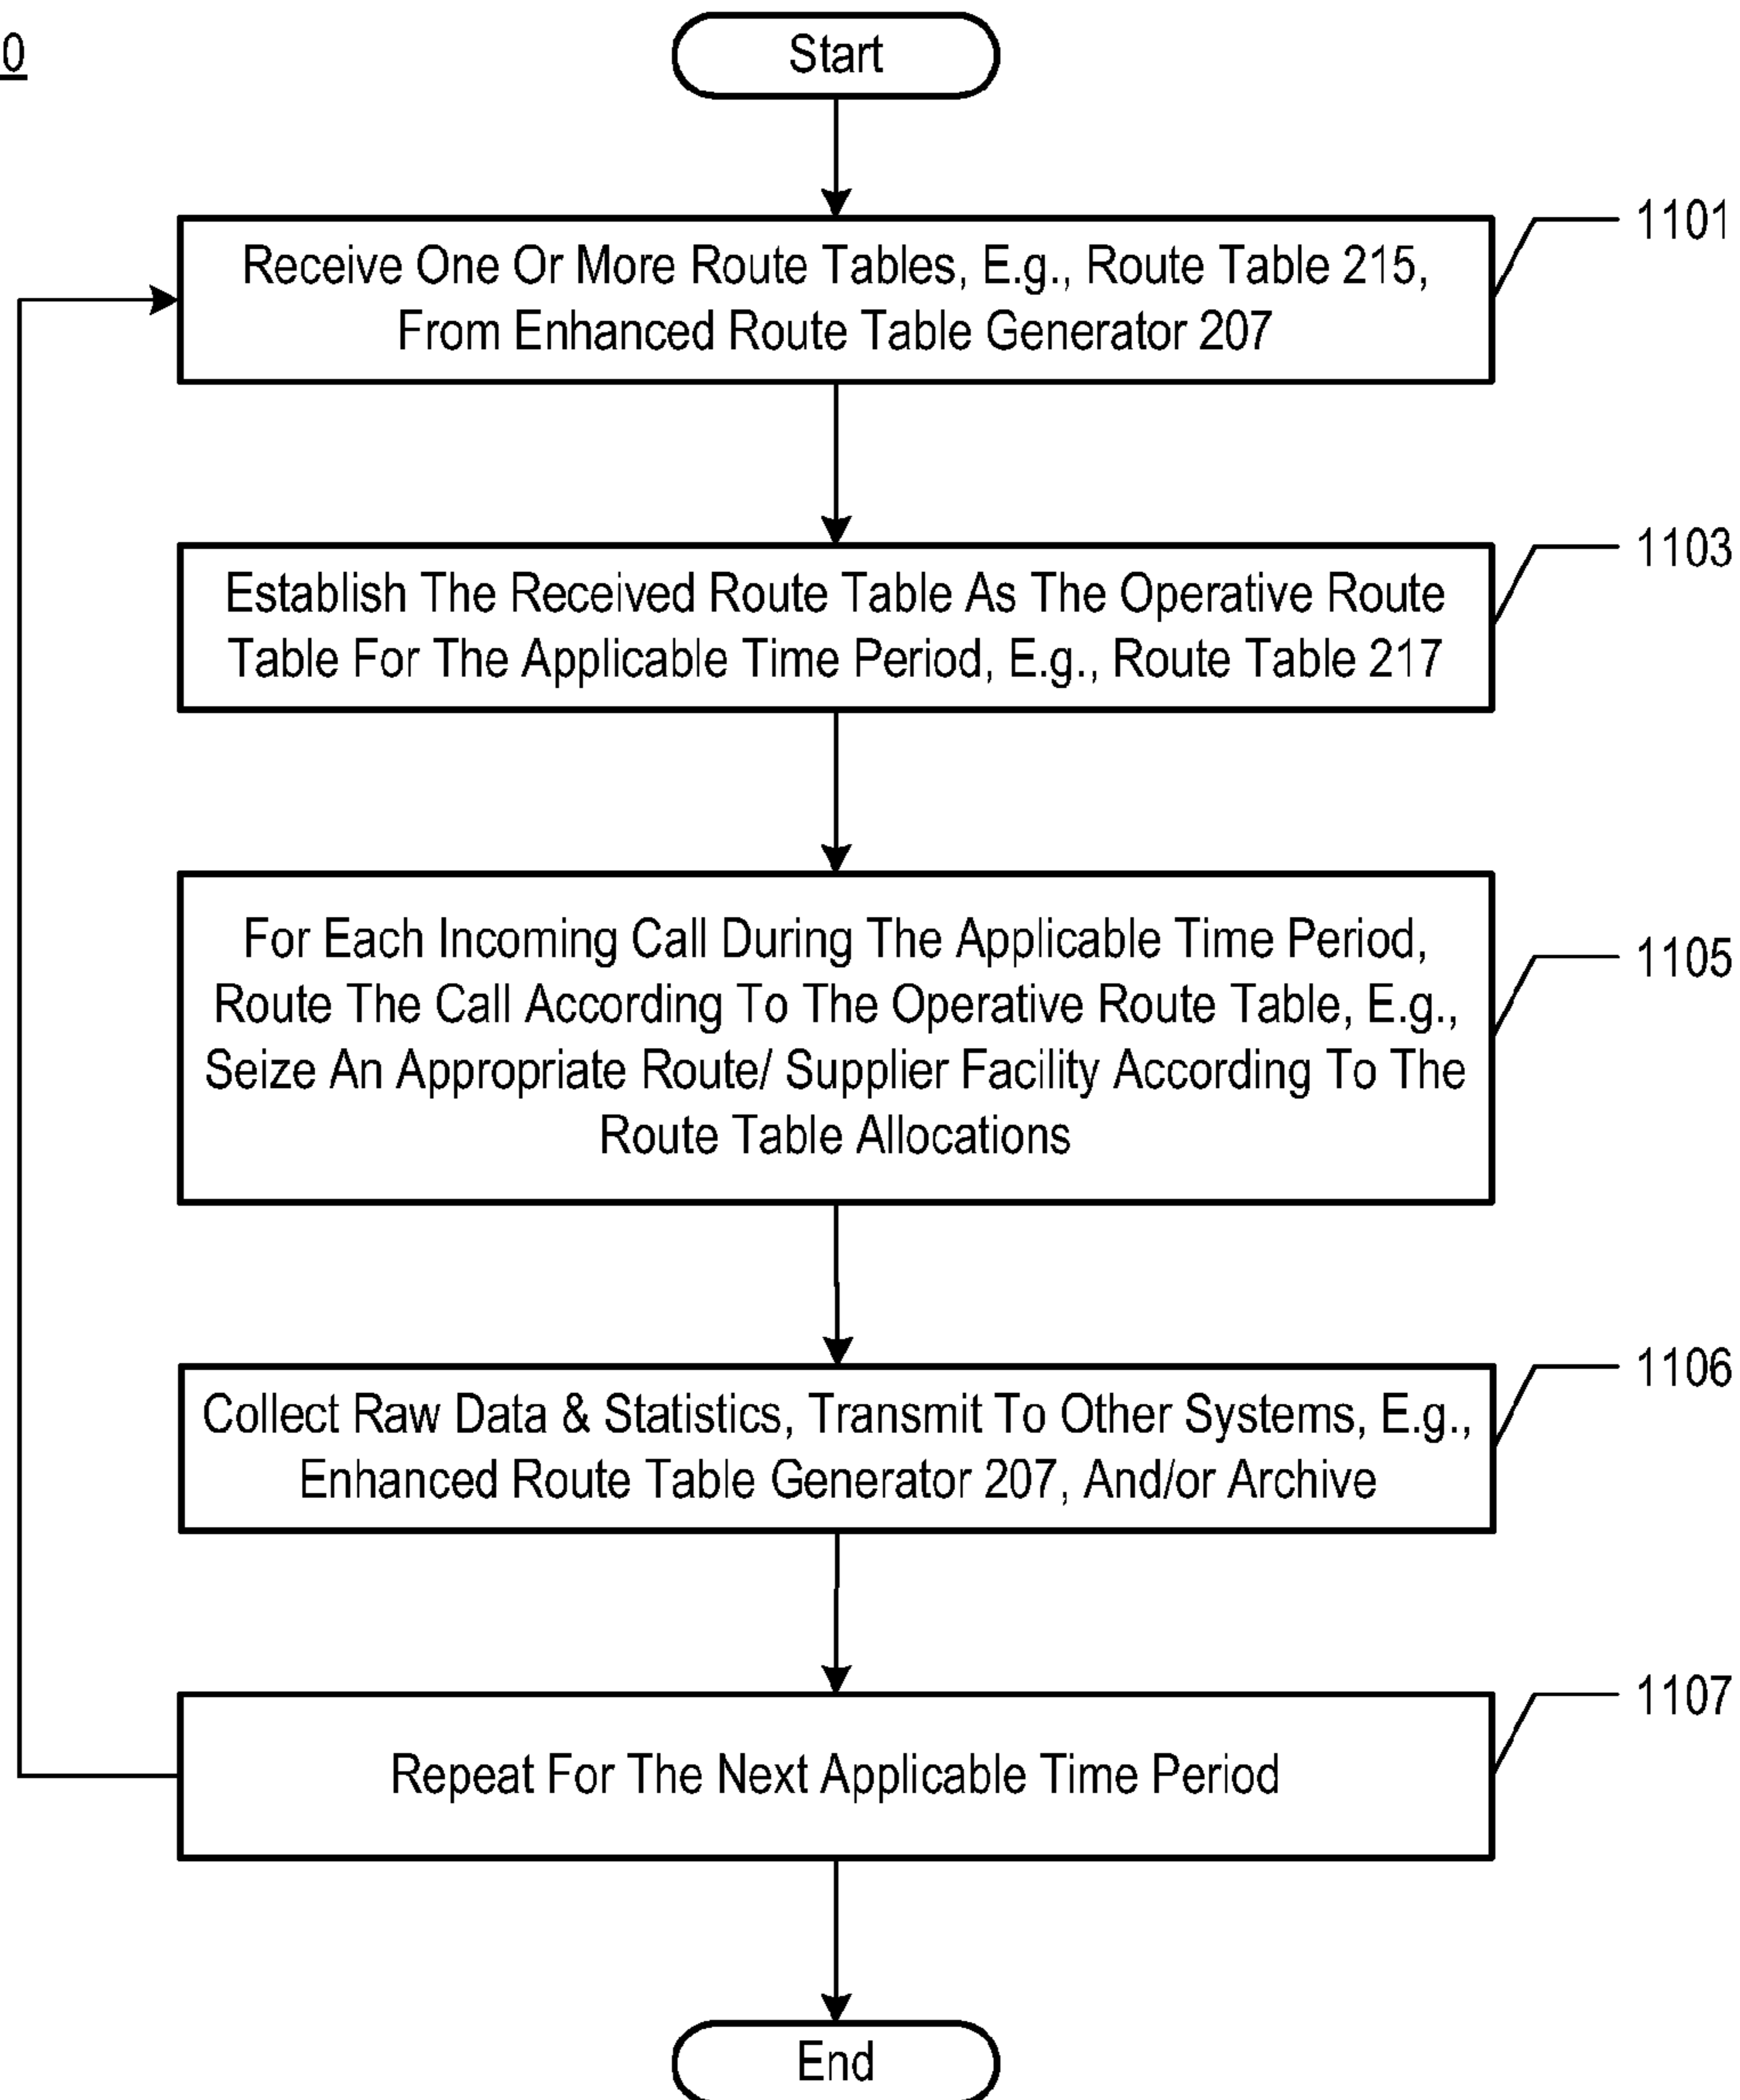 0
Start
Receive One Or More Route Tables, E.g., Route Table 215,
From Enhanced Route Table Generator 207
1101
Establish The Received Route Table As The Operative Route
Table For The Applicable Time Period, E.g., Route Table 217
1103
For Each Incoming Call During The Applicable Time Period,
Route The Call According To The Operative Route Table, E.g.,
Seize An Appropriate Route/ Supplier Facility According To The
Route Table Allocations
1105
Collect Raw Data & Statistics, Transmit To Other Systems, E.g.,
Enhanced Route Table Generator 207, And/or Archive
1106
Repeat For The Next Applicable Time Period
1107
End